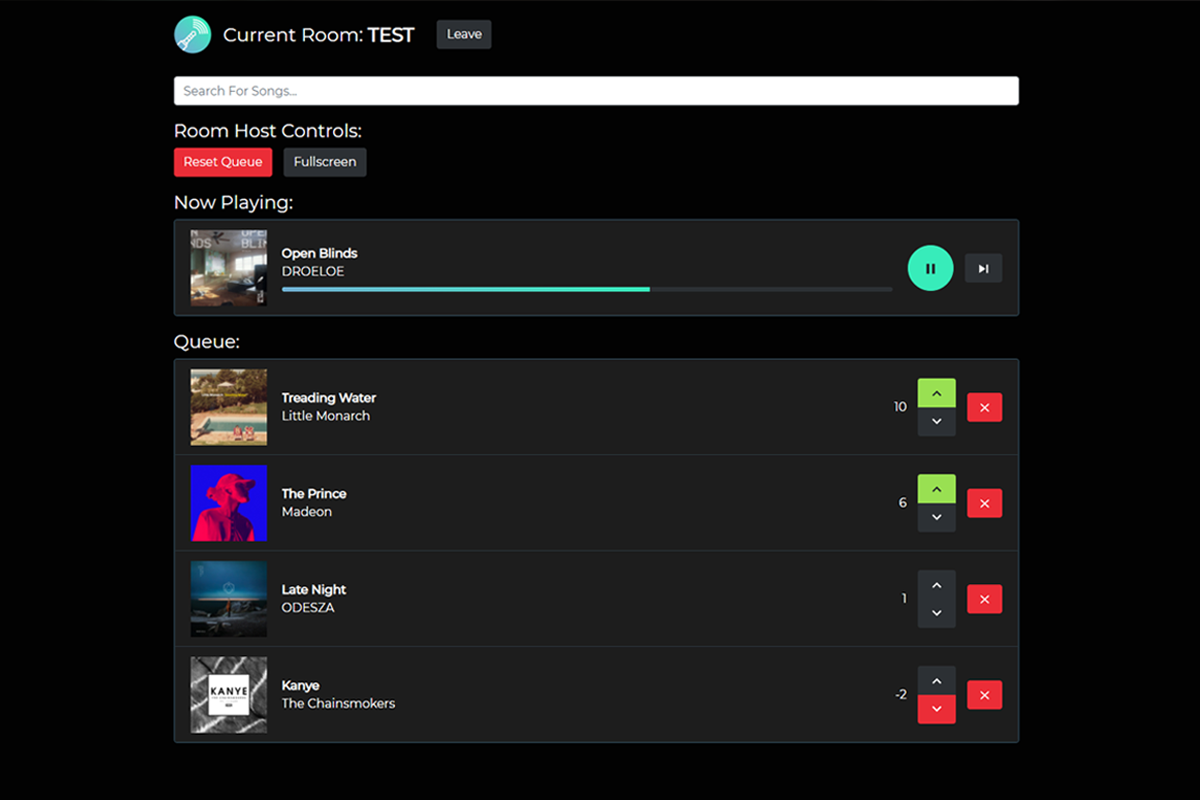 Current Room: TEST
Leave
Search For Songs...
Room Host Controls:
Reset Queue
Fullscreen
Now Playing:
Open Blinds
DROELOE
Queue:
Treading Water
Little Monarch
10
The Prince
Madeon
6
Late Night
ODESZA
1
KANYE
Kanye
The Chainsmokers
-2